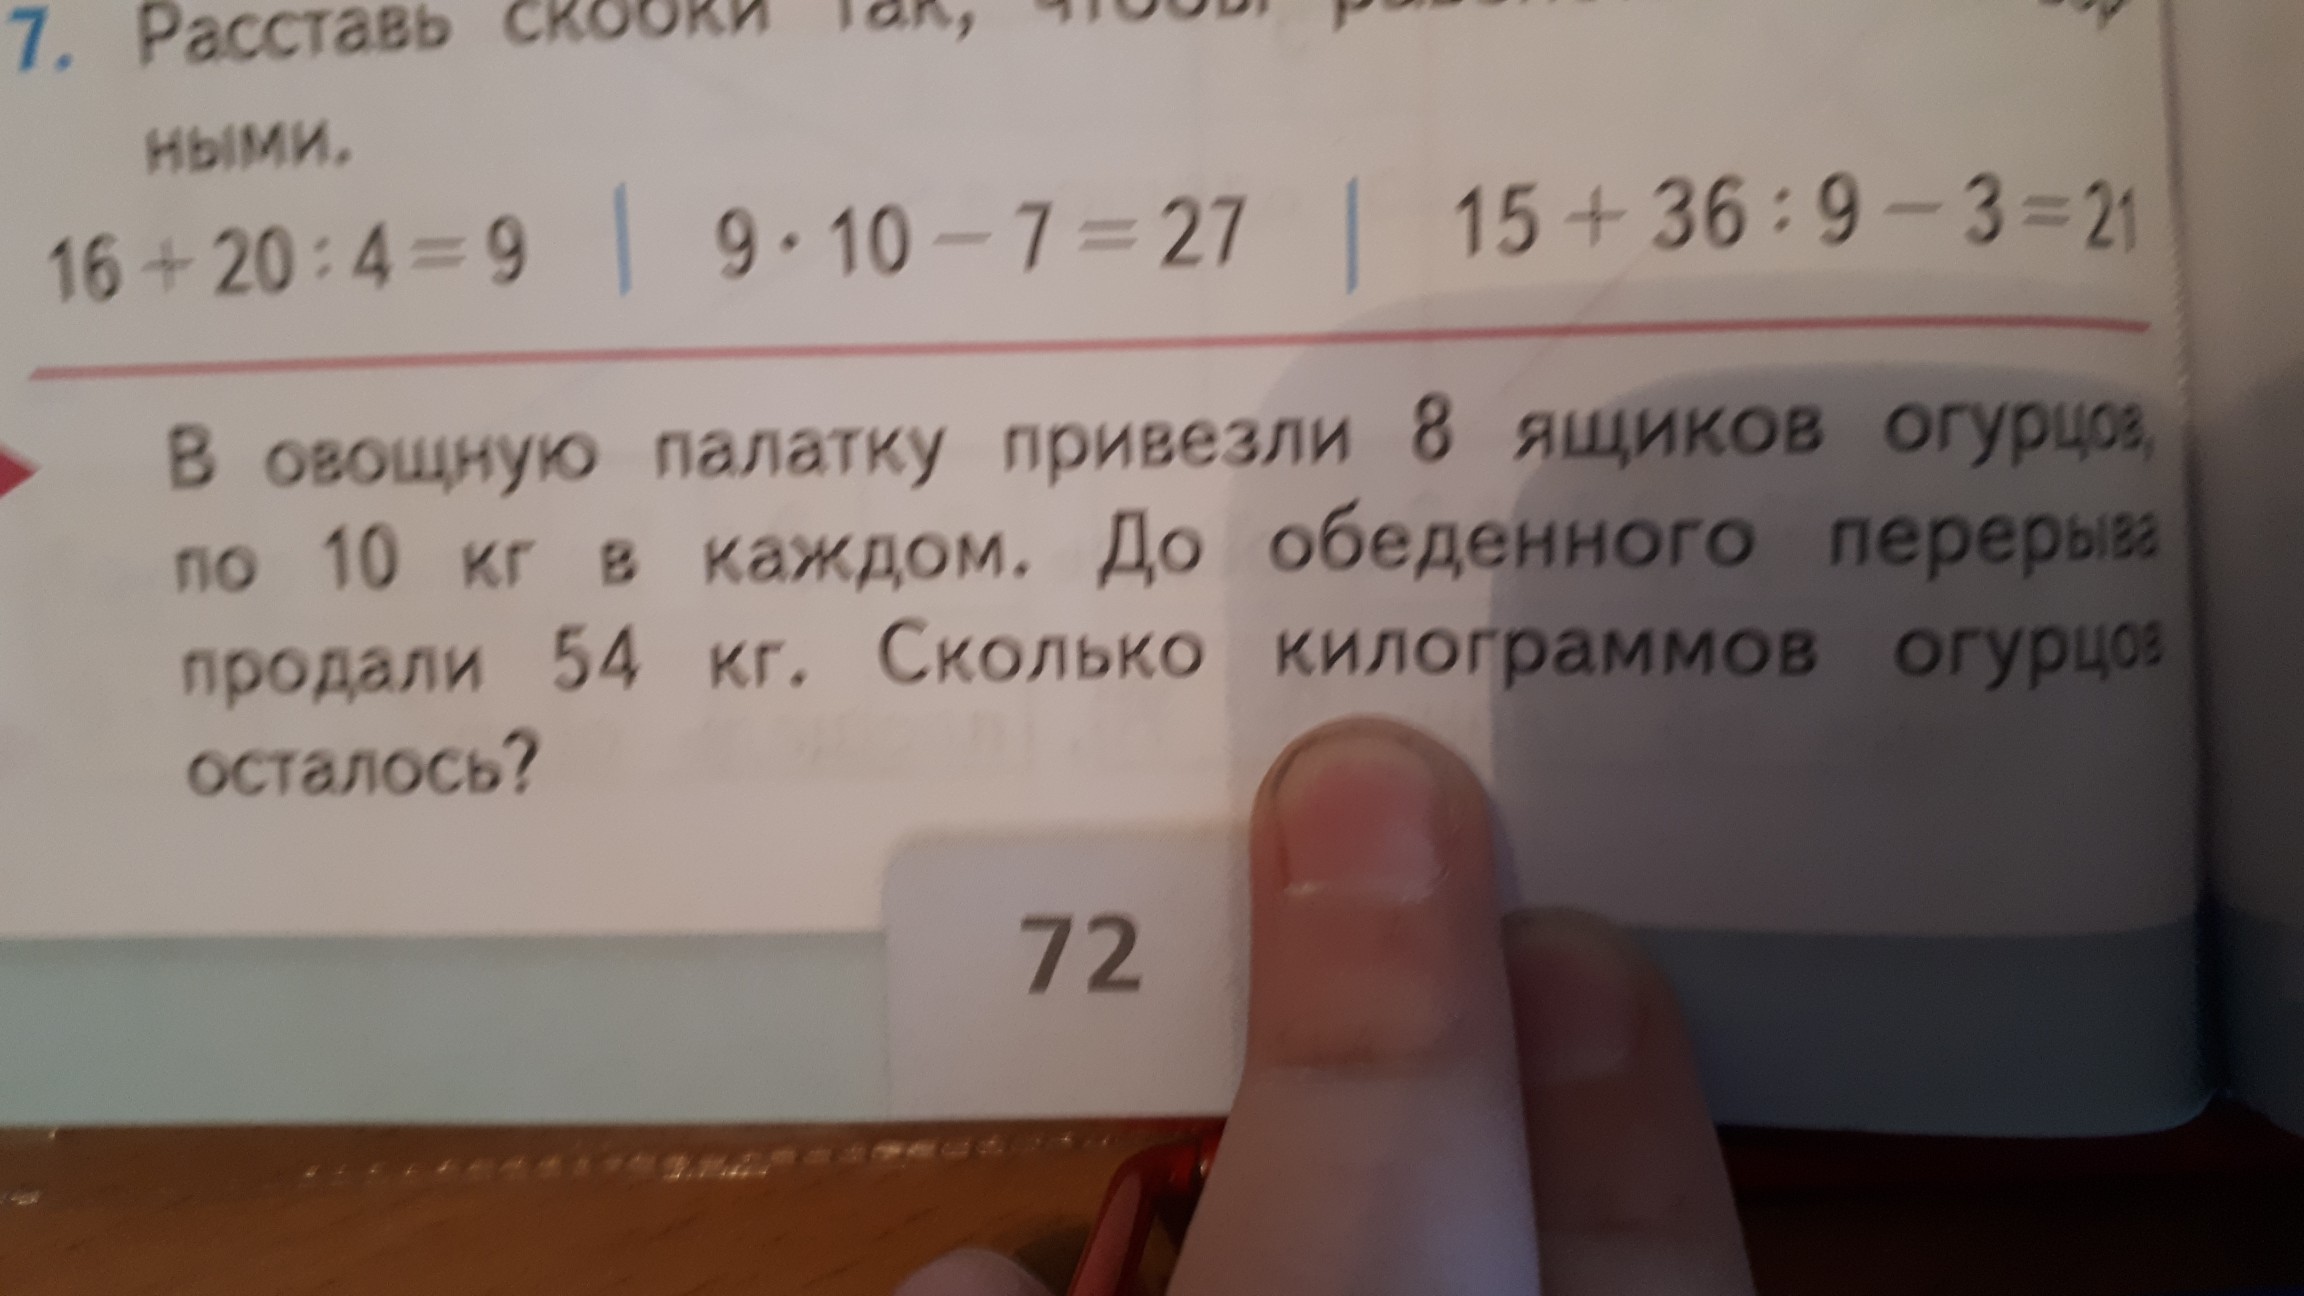 7. Расставь скобки так, чтобы
ными.
16 + 20 : 4 = 9 | 9 · 10 − 7 = 27 | 15 + 36 : 9 − 3 = 21
В овощную палатку привезли 8 ящиков огурцов,
по 10 кг в каждом. До обеденного перерыва
продали 54 кг. Сколько килограммов огурцов
осталось?
72